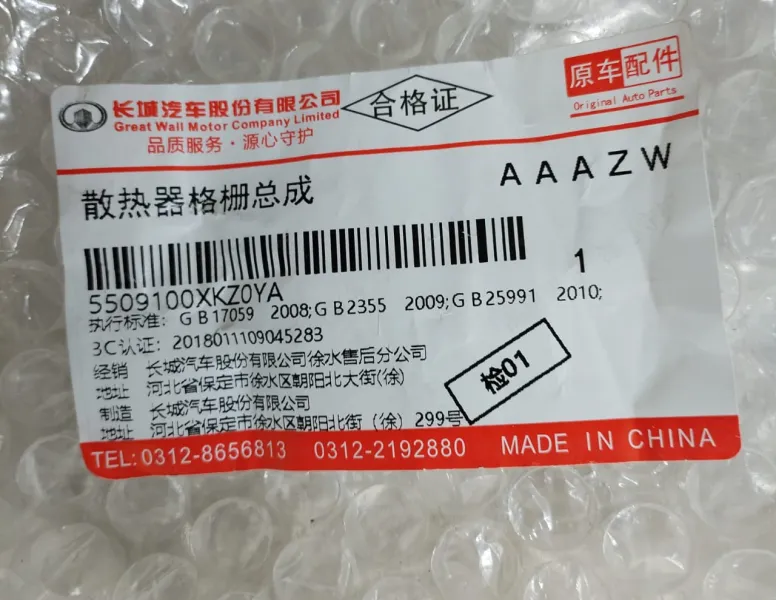 长城汽车股份有限公司
Great Wall Motor Company Limited
品质服务·源心守护
合格证
原车配件
Original Auto Parts
散热器格栅总成
AAAZW
5509100XKZ0YA
1
执行标准: GB17059 2008;GB2355 2009;GB25991 2010;
3C认证: 2018011109045283
经销 长城汽车股份有限公司徐水售后分公司
地址 河北省保定市徐水区朝阳北大街(徐)
制造 长城汽车股份有限公司
地址 河北省保定市徐水区朝阳北街(徐)299号
检01
TEL:0312-8656813 0312-2192880 MADE IN CHINA